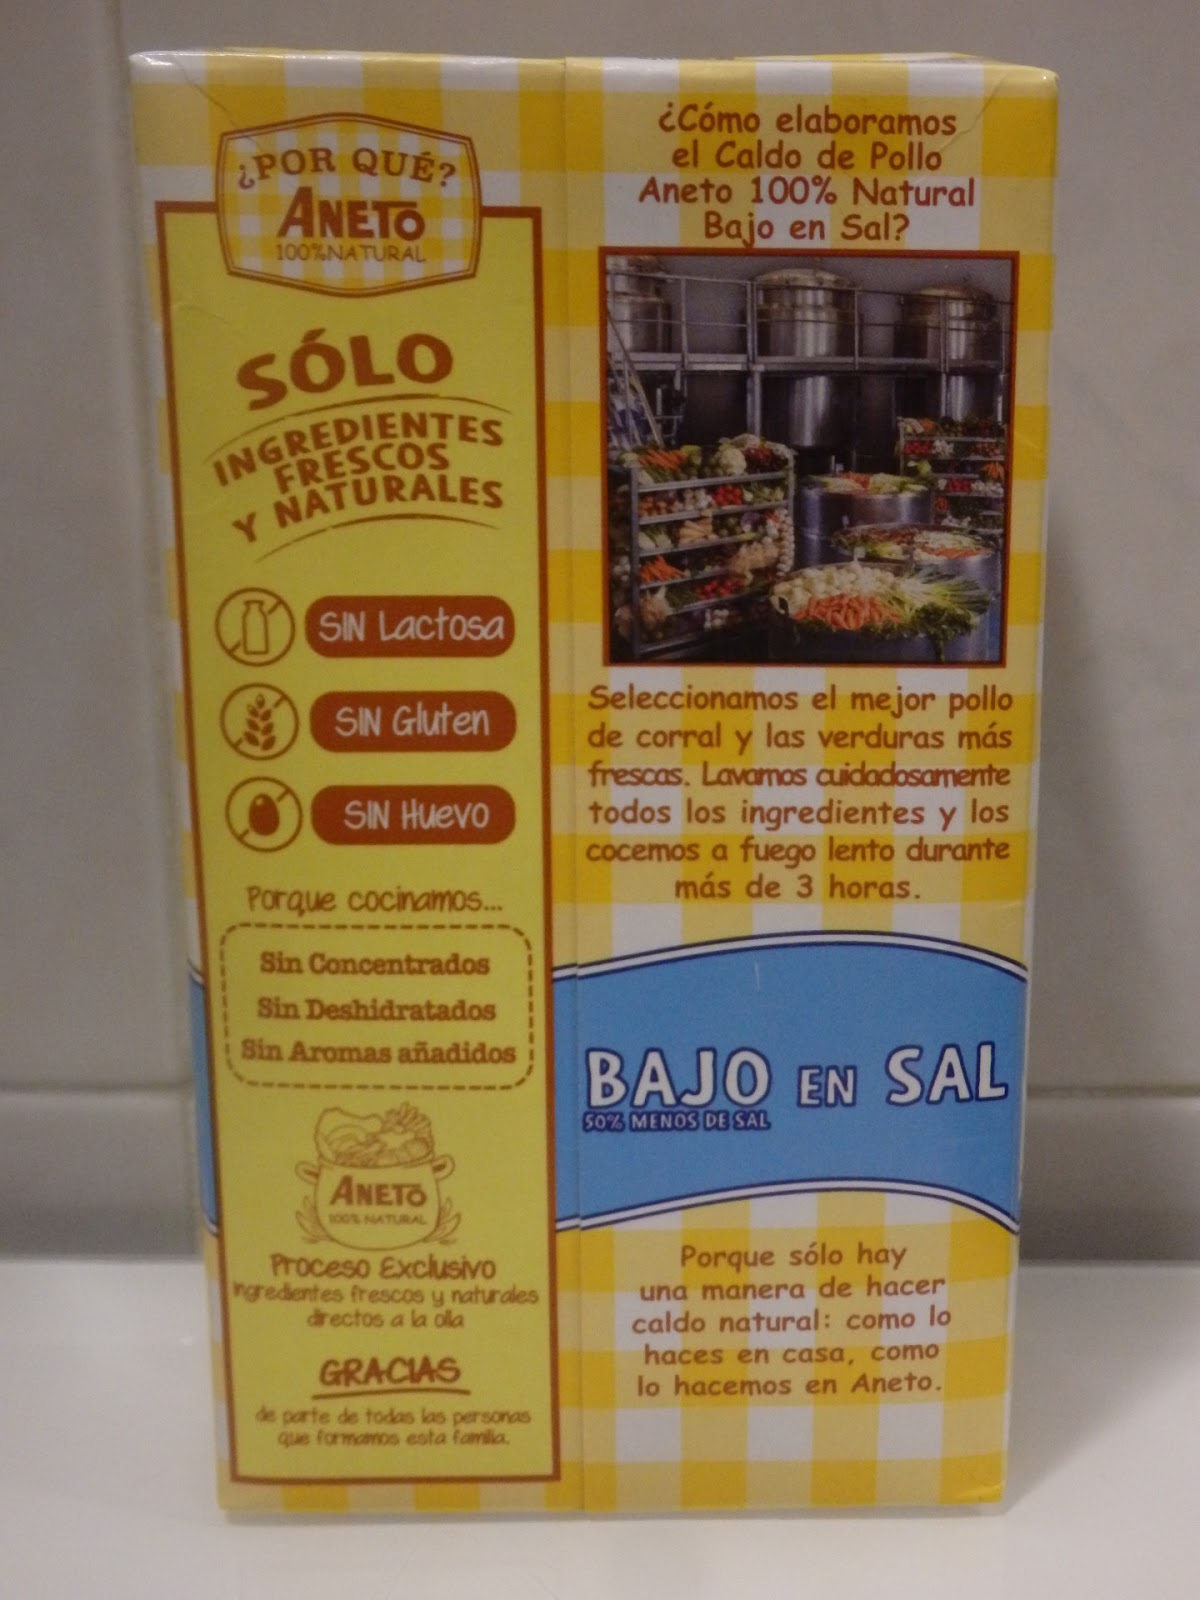 ¿POR QUÉ?
ANETO
100%NATURAL
SÓLO
INGREDIENTES
FRESCOS
Y NATURALES
SIN Lactosa
SIN Gluten
SIN Huevo
Porque cocinamos...
Sin Concentrados
Sin Deshidratados
Sin Aromas añadidos
ANETO
100% NATURAL
Proceso Exclusivo
Ingredientes frescos y naturales
directos a la olla
GRACIAS
de parte de todas las personas
que formamos esta familia.
¿Cómo elaboramos
el Caldo de Pollo
Aneto 100% Natural
Bajo en Sal?
Seleccionamos el mejor pollo
de corral y las verduras más
frescas. Lavamos cuidadosamente
todos los ingredientes y los
cocemos a fuego lento durante
más de 3 horas.
BAJO EN SAL
50% MENOS DE SAL
Porque sólo hay
una manera de hacer
caldo natural: como lo
haces en casa, como
lo hacemos en Aneto.